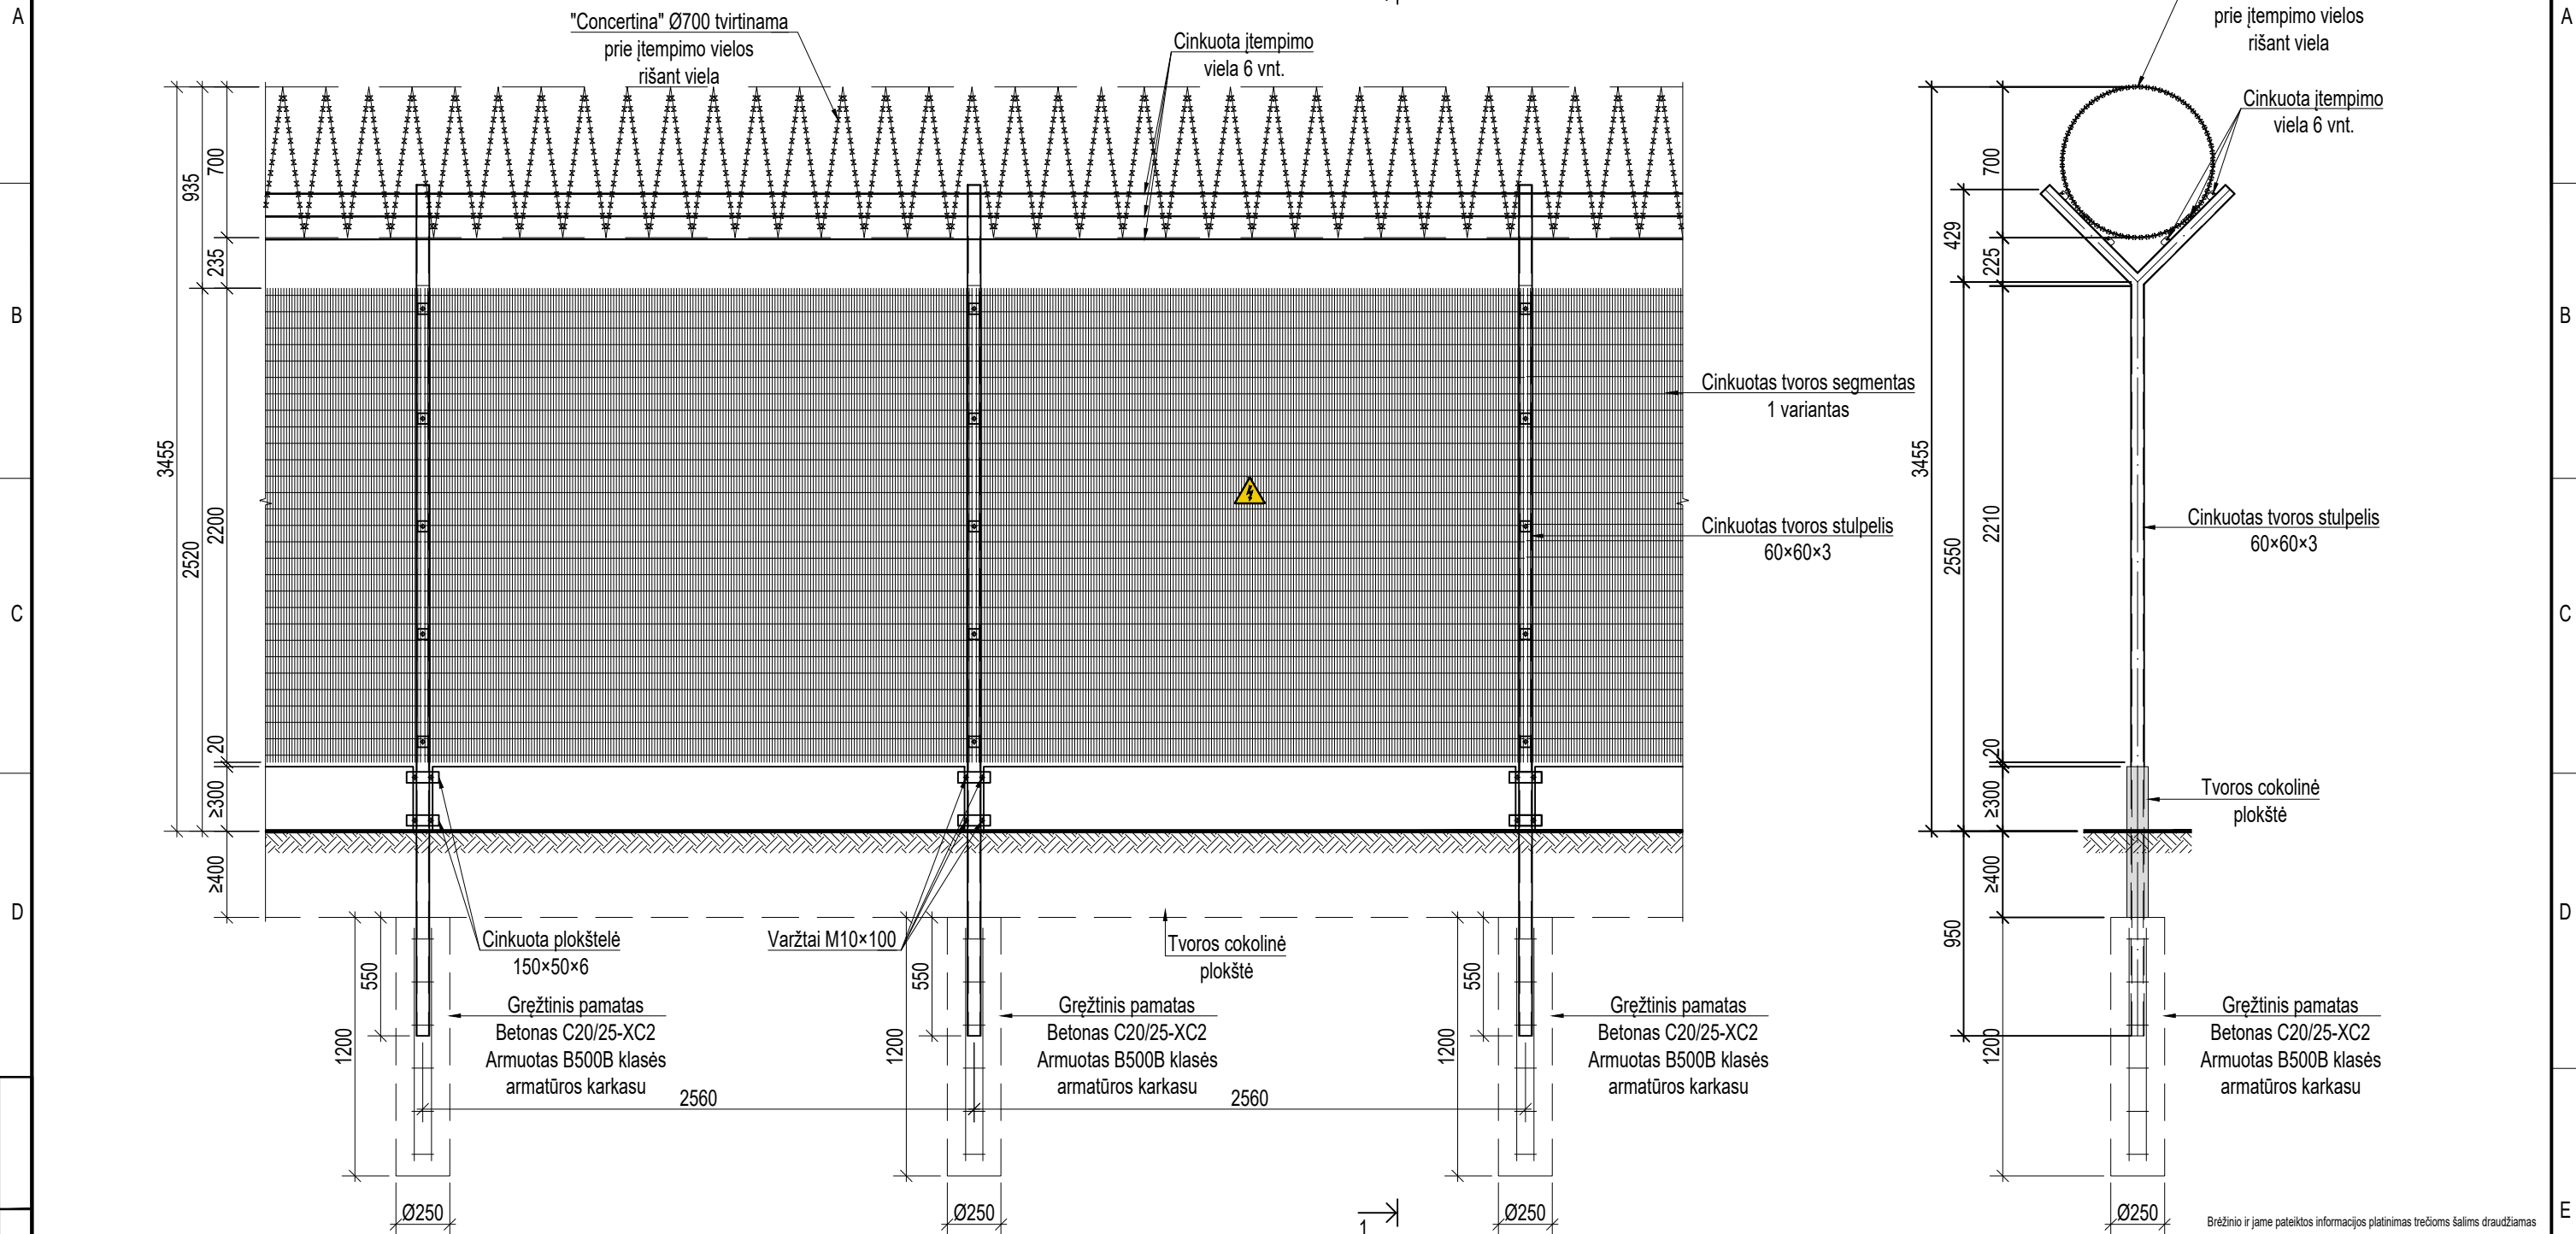 A
"Concertina" Ø700 tvirtinama
prie įtempimo vielos
rišant viela
Cinkuota įtempimo
viela 6 vnt.
prie įtempimo vielos
rišant viela
A
Cinkuota įtempimo
viela 6 vnt.
700
935
235
700
429
225
B
B
Cinkuotas tvoros segmentas
1 variantas
3455
2520
2200
3455
2550
2210
Cinkuotas tvoros stulpelis
60×60×3
Cinkuotas tvoros stulpelis
60×60×3
C
C
20
≥300
≥400
20
≥300
≥400
Tvoros cokolinė
plokštė
D
D
Cinkuota plokštelė
150×50×6
Varžtai M10×100
Tvoros cokolinė
plokštė
550
1200
550
1200
550
1200
950
1200
Gręžtinis pamatas
Betonas C20/25-XC2
Armuotas B500B klasės
armatūros karkasu
Gręžtinis pamatas
Betonas C20/25-XC2
Armuotas B500B klasės
armatūros karkasu
Gręžtinis pamatas
Betonas C20/25-XC2
Armuotas B500B klasės
armatūros karkasu
Gręžtinis pamatas
Betonas C20/25-XC2
Armuotas B500B klasės
armatūros karkasu
2560
2560
Ø250
Ø250
1
Ø250
Ø250
E
Brėžinio ir jame pateiktos informacijos platinimas trečioms šalims draudžiamas